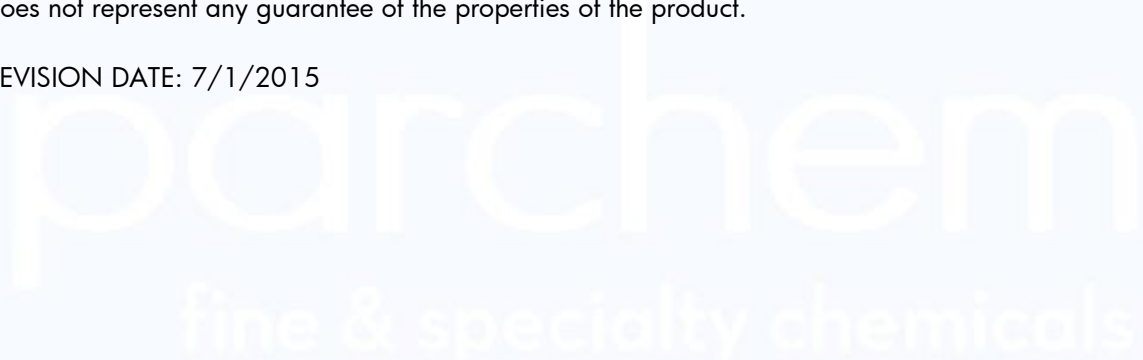 oes not represent any guarantee of the properties of the product.
EVISION DATE: 7/1/2015
parchem
fine & specialty chemicals